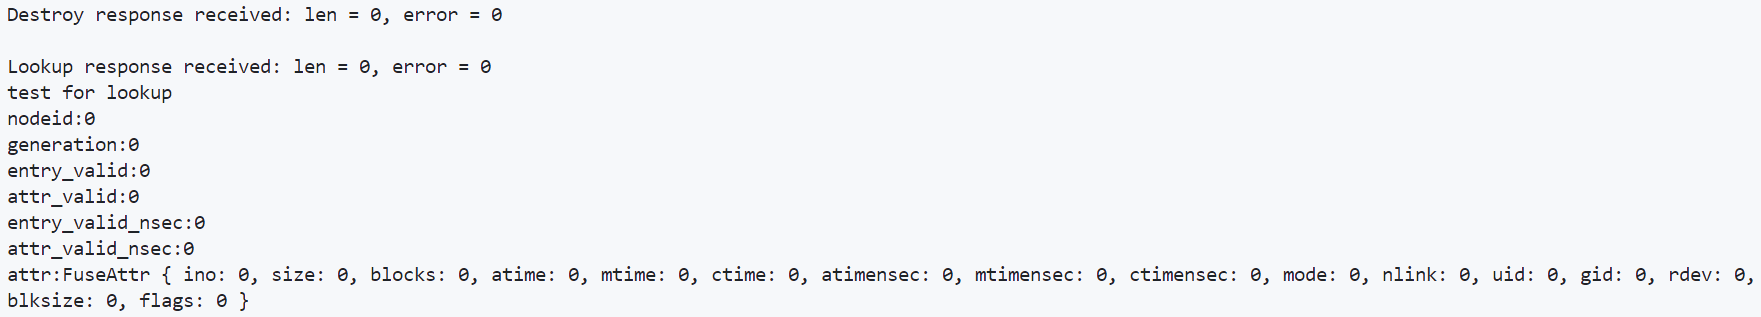 Destroy response received: len = 0, error = 0
Lookup response received: len = 0, error = 0
test for lookup
nodeid:0
generation:0
entry_valid:0
attr_valid:0
entry_valid_nsec:0
attr_valid_nsec:0
attr:FuseAttr { ino: 0, size: 0, blocks: 0, atime: 0, mtime: 0, ctime: 0, atimensec: 0, mtimensec: 0, ctimensec: 0, mode: 0, nlink: 0, uid: 0, gid: 0, rdev: 0,
blksize: 0, flags: 0 }